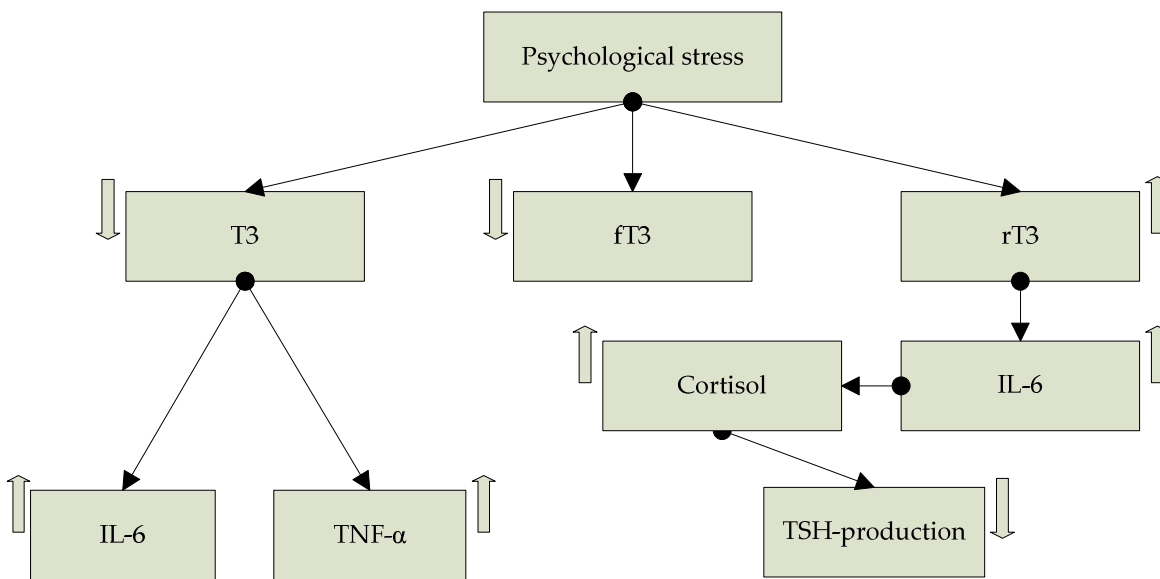 Psychological stress
T3
fT3
rT3
Cortisol
IL-6
IL-6
TNF-α
TSH-production